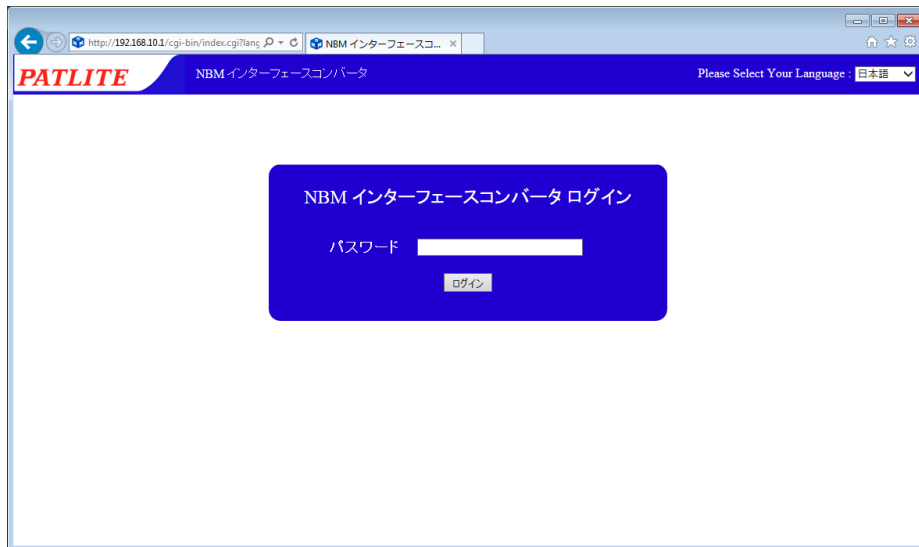 http://192.168.10.1/cgi-bin/index.cgi?lang
NBM インターフェースコ...
PATLITE
NBM インターフェースコンバータ
Please Select Your Language : 日本語
NBM インターフェースコンバータ ログイン
パスワード
ログイン